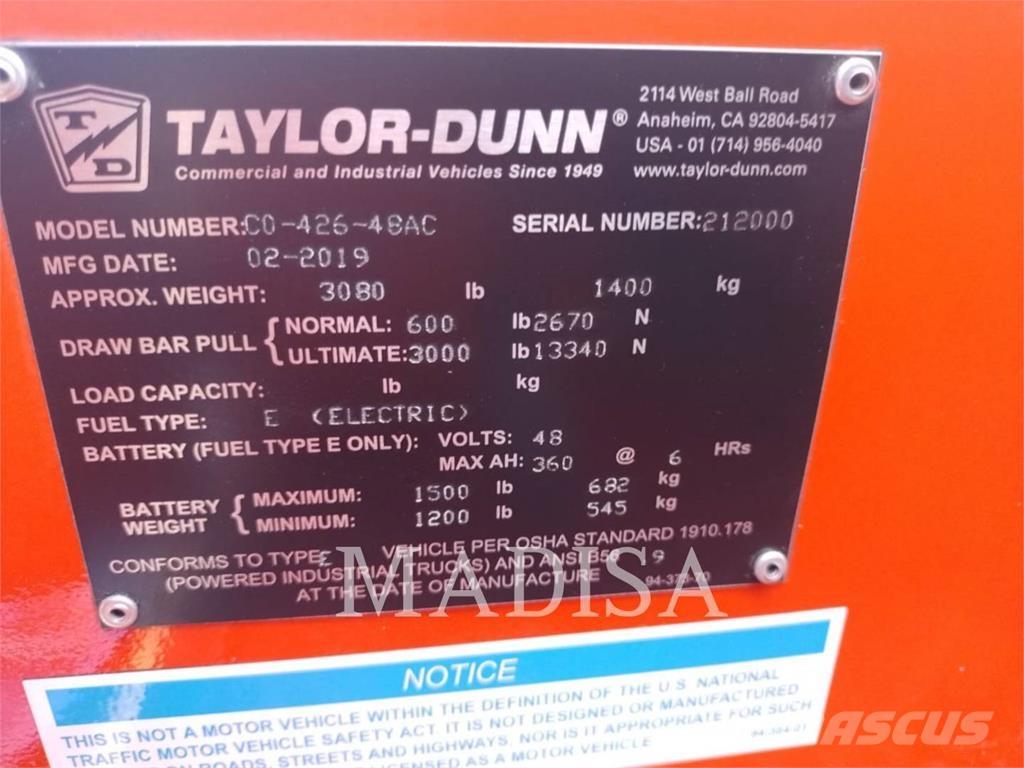 TD
TAYLOR-DUNN®
Commercial and Industrial Vehicles Since 1949
2114 West Ball Road
Anaheim, CA 92804-5417
USA - 01 (714) 956-4040
www.taylor-dunn.com
MODEL NUMBER: C0-426-48AC SERIAL NUMBER: 212000
MFG DATE: 02-2019
APPROX. WEIGHT: 3080 lb 1400 kg
DRAW BAR PULL { NORMAL: 600 lb 2670 N
ULTIMATE: 3000 lb 13340 N
LOAD CAPACITY: lb kg
FUEL TYPE: E (ELECTRIC)
BATTERY (FUEL TYPE E ONLY): VOLTS: 48
MAX AH: 360 @ 6 HRs
BATTERY WEIGHT { MAXIMUM: 1500 lb 682 kg
MINIMUM: 1200 lb 545 kg
CONFORMS TO TYPE E VEHICLE PER OSHA STANDARD 1910.178
(POWERED INDUSTRIAL TRUCKS) AND ANSI B56 9
AT THE DATE OF MANUFACTURE
MADISA
NOTICE
THIS IS NOT A MOTOR VEHICLE WITHIN THE DEFINITION OF THE U.S. NATIONAL
TRAFFIC MOTOR VEHICLE SAFETY ACT. IT IS NOT DESIGNED OR MANUFACTURED
ON ROADS, STREETS AND HIGHWAYS, NOR IS IT APPROPRIATE FOR SUCH
LICENSED AS A MOTOR VEHICLE
ASCUS